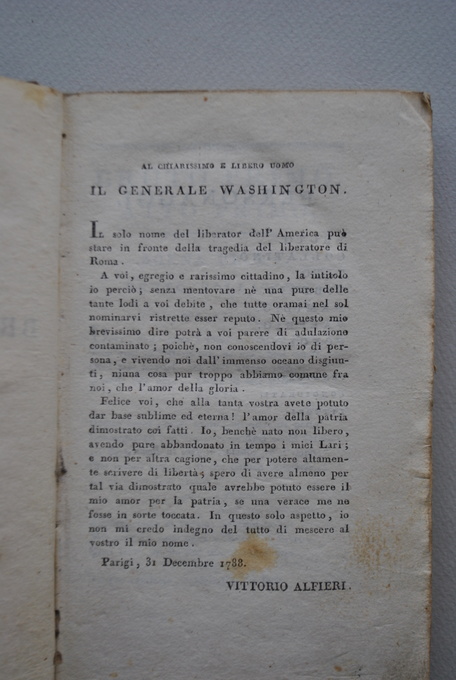 AL CHIARISSIMO E LIBERO UOMO
IL GENERALE WASHINGTON.
IL solo nome del liberator dell' America può
stare in fronte della tragedia del liberatore di
Roma.
A voi, egregio e rarissimo cittadino, la intitolo
io perciò; senza mentovare nè una pure delle
tante lodi a voi debite, che tutte oramai nel sol
nominarvi ristrette esser reputo. Nè questo mio
brevissimo dire potrà a voi parere di adulazione
contaminato; poichè, non conoscendovi io di per-
sona, e vivendo noi dall' immenso oceano disgiun-
ti, niuna cosa pur troppo abbiamo comune fra
noi, che l'amor della gloria.
Felice voi, che alla tanta vostra avete potuto
dar base sublime ed eterna! l'amor della patria
dimostrato coi fatti. Io, benchè nato non libero,
avendo pure abbandonato in tempo i miei Lari;
e non per altra cagione, che per potere altamen-
te scrivere di libertà; spero di avere almeno per
tal via dimostrato quale avrebbe potuto essere il
mio amor per la patria, se una verace me ne
fosse in sorte toccata. In questo solo aspetto, io
non mi credo indegno del tutto di mescere al
vostro il mio nome.
Parigi, 31 Decembre 1788.
VITTORIO ALFIERI.